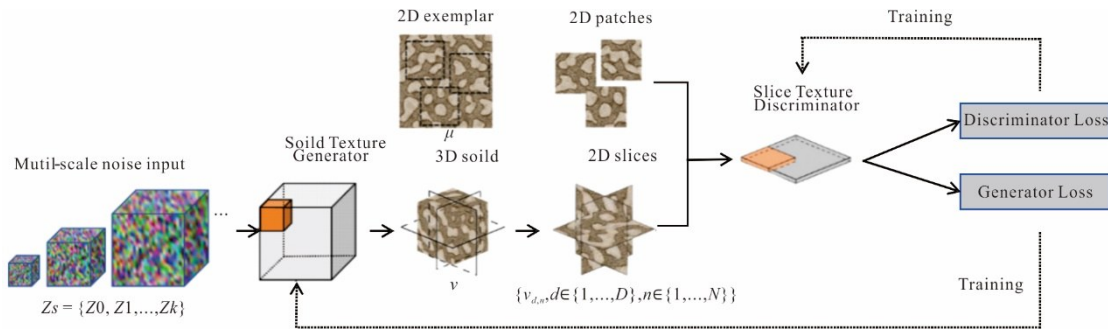 2D exemplar
2D patches
Training
μ
Slice Texture
Discriminator
Discriminator Loss
Soild Texture
Generator
Mutil-scale noise input
3D soild
2D slices
Generator Loss
...
v
Zs = {Z0, Z1,...,Zk}
{v_{d,n},d∈{1,...,D},n∈{1,...,N}}
Training